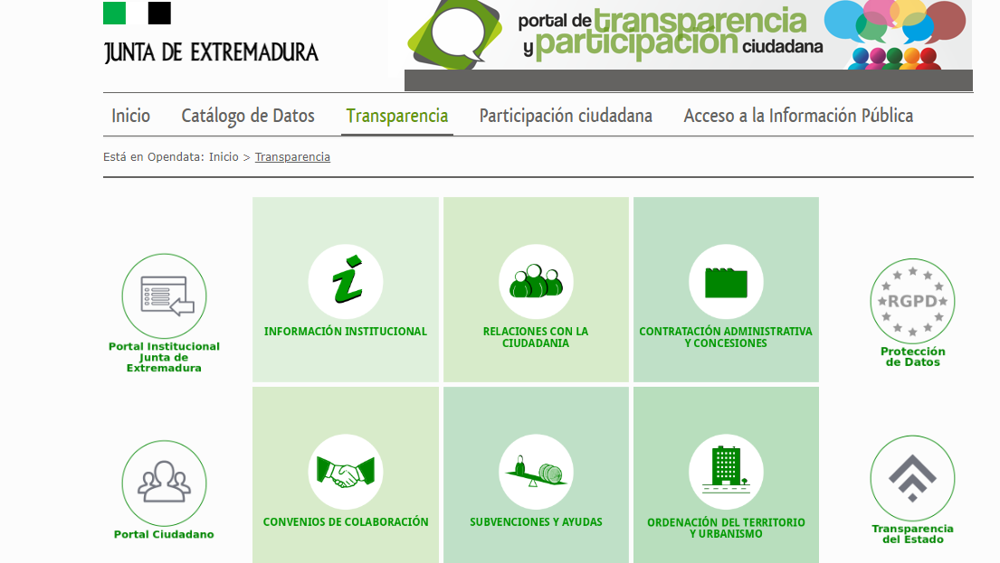 JUNTA DE EXTREMADURA
portal de transparencia
y participación ciudadana
Inicio
Catálogo de Datos
Transparencia
Participación ciudadana
Acceso a la Información Pública
Está en Opendata: Inicio > Transparencia
Portal Institucional
Junta de
Extremadura
INFORMACIÓN INSTITUCIONAL
RELACIONES CON LA
CIUDADANIA
CONTRATACIÓN ADMINISTRATIVA
Y CONCESIONES
RGPD
Protección
de Datos
Portal Ciudadano
CONVENIOS DE COLABORACIÓN
SUBVENCIONES Y AYUDAS
ORDENACIÓN DEL TERRITORIO
Y URBANISMO
Transparencia
del Estado